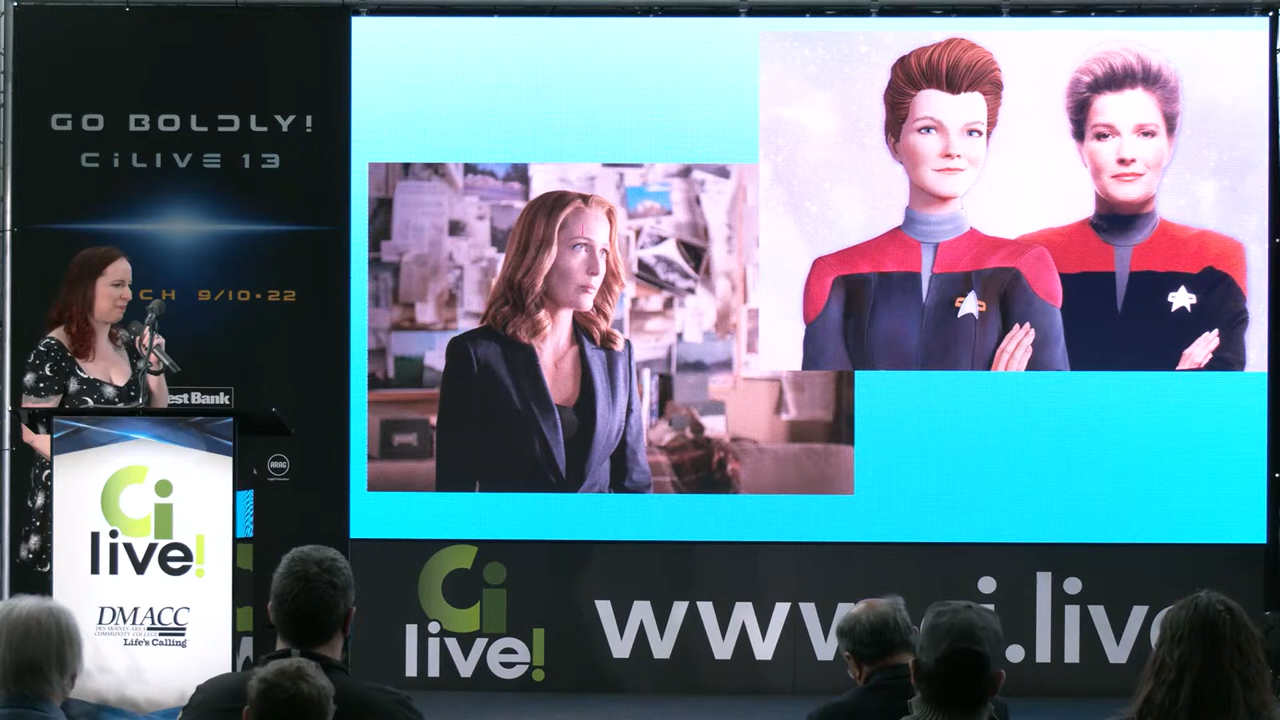 GO BOLDLY!
CiLIVE 13
CH 9/10·22
est Bank
ARAG
Ci
live!
DMACC
DES MOINES AREA
COMMUNITY COLLEGE
Life's Calling
Ci
live!
www.ci.live